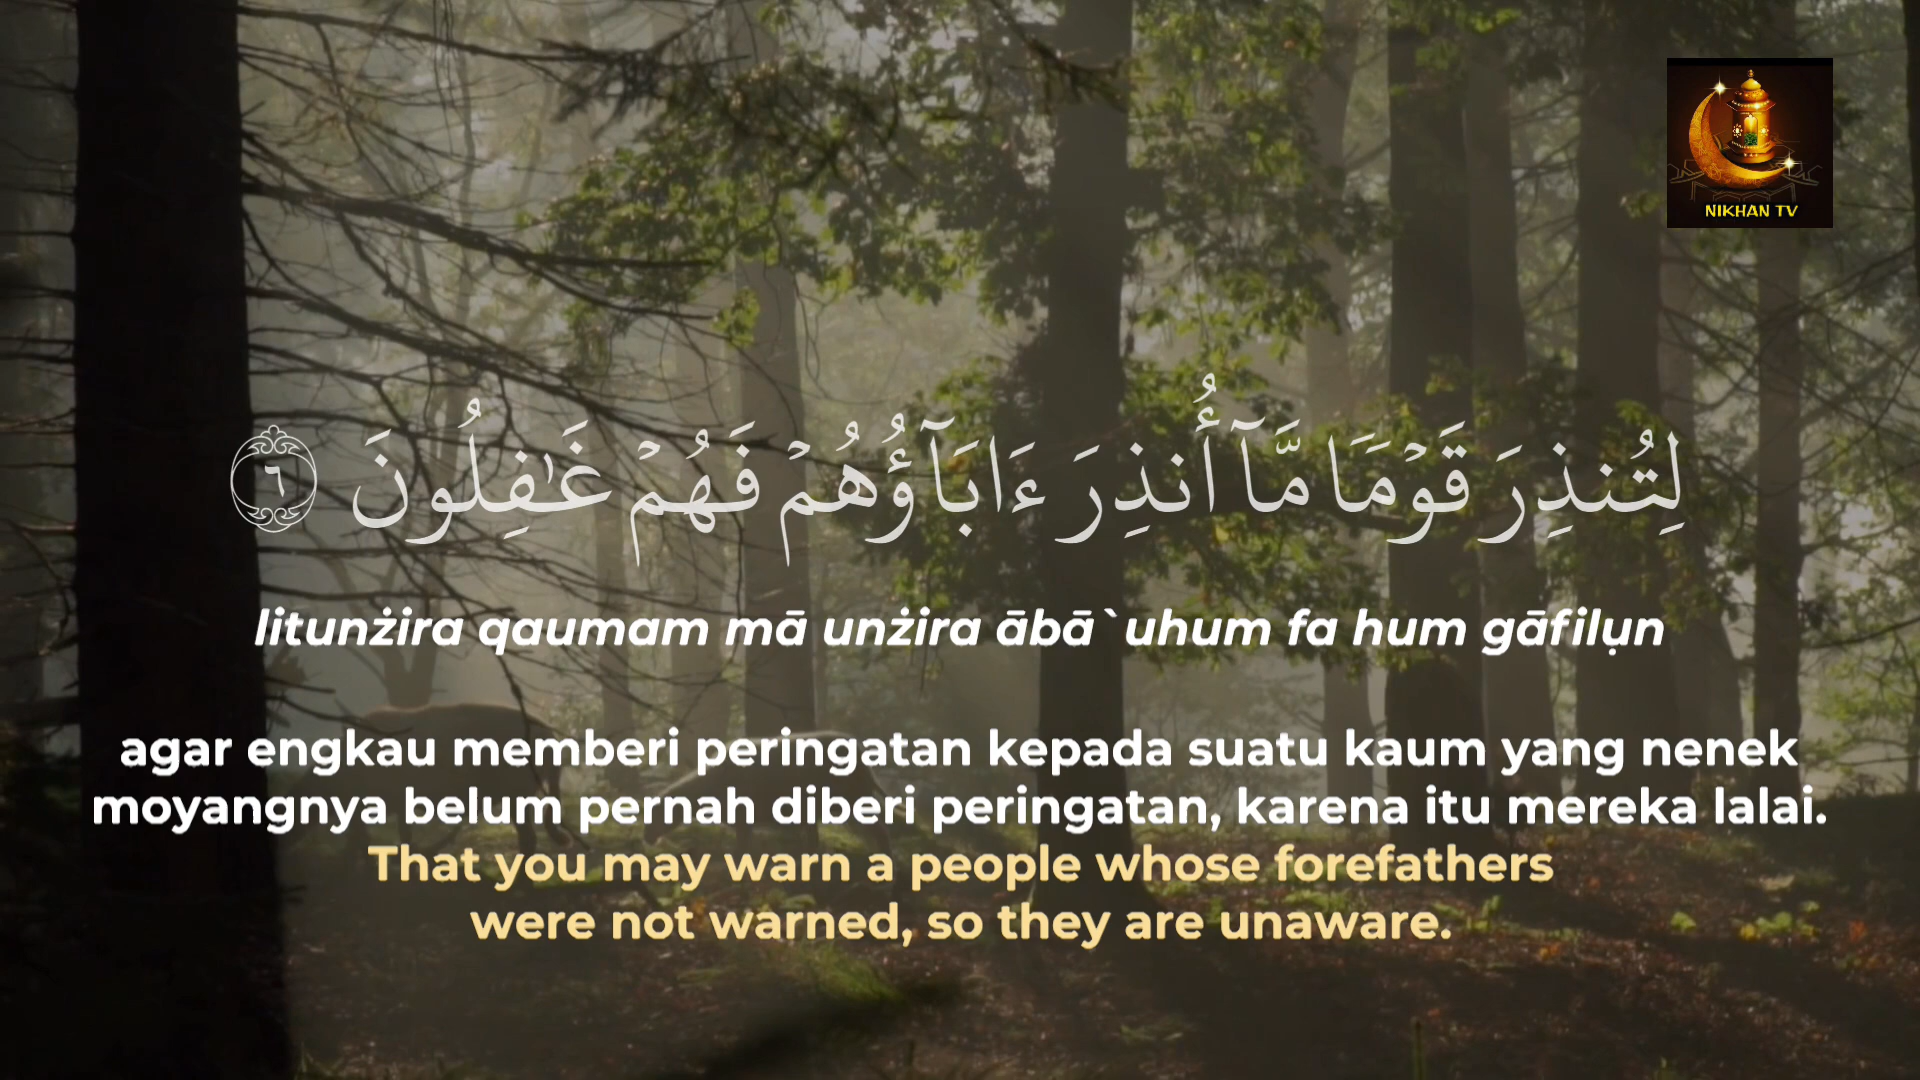 NIKHAN TV
لِتُنذِرَ قَوْمًا مَّآ أُنذِرَ ءَابَآؤُهُمْ فَهُمْ غَـٰفِلُونَ ٦
litunżira qaumam mā unżira ābā`uhum fa hum gāfilụn
agar engkau memberi peringatan kepada suatu kaum yang nenek
moyangnya belum pernah diberi peringatan, karena itu mereka lalai.
That you may warn a people whose forefathers
were not warned, so they are unaware.